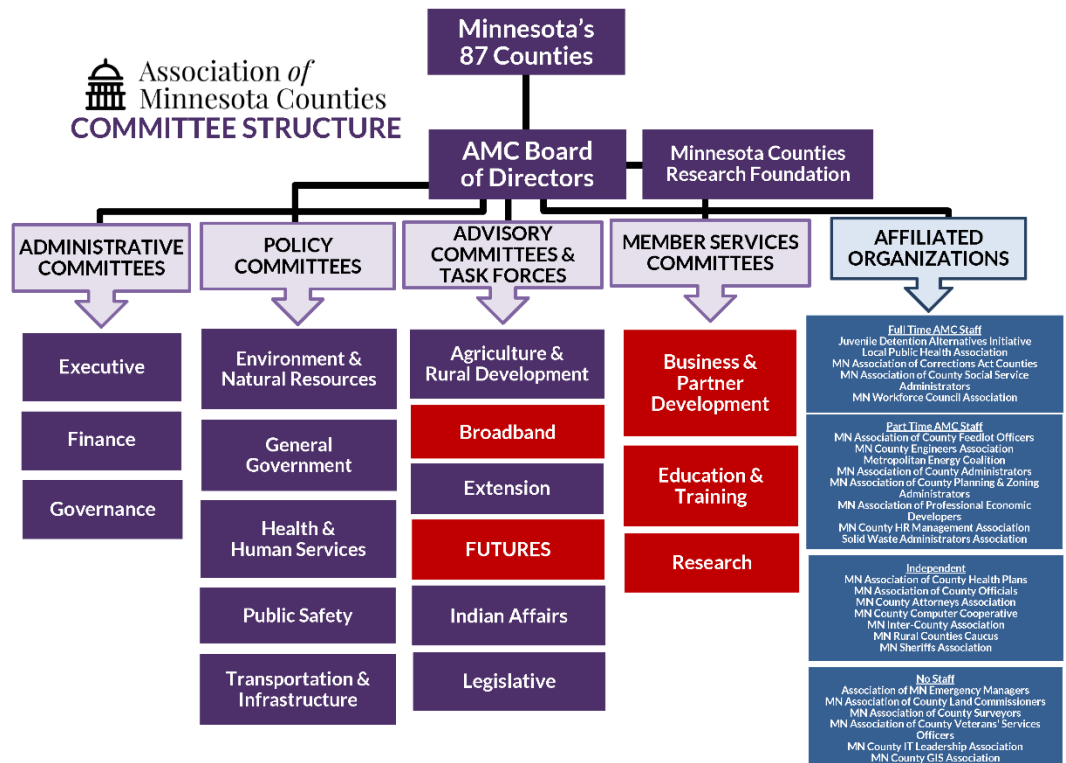 Minnesota's
87 Counties
Association of
Minnesota Counties
COMMITTEE STRUCTURE
AMC Board
of Directors
Minnesota Counties
Research Foundation
ADMINISTRATIVE
COMMITTEES
Executive
Finance
Governance
POLICY
COMMITTEES
Environment &
Natural Resources
General
Government
Health &
Human Services
Public Safety
Transportation &
Infrastructure
ADVISORY
COMMITTEES &
TASK FORCES
Agriculture &
Rural Development
Broadband
Extension
FUTURES
Indian Affairs
Legislative
MEMBER SERVICES
COMMITTEES
Business &
Partner
Development
Education &
Training
Research
AFFILIATED
ORGANIZATIONS
Full Time AMC Staff
Juvenile Detention Alternatives Initiative
Local Public Health Association
MN Association of Corrections Act Counties
MN Association of County Social Service
Administrators
MN Workforce Council Association
Part Time AMC Staff
MN Association of County Feedlot Officers
MN County Engineers Association
Metropolitan Energy Coalition
MN Association of County Administrators
MN Association of County Planning & Zoning
Administrators
MN Association of Professional Economic
Developers
MN County HR Management Association
Solid Waste Administrators Association
Independent
MN Association of County Health Plans
MN Association of County Officials
MN County Attorneys Association
MN County Computer Cooperative
MN Inter-County Association
MN Rural Counties Caucus
MN Sheriffs Association
No Staff
Association of MN Emergency Managers
MN Association of County Land Commissioners
MN Association of County Surveyors
MN Association of County Veterans' Services
Officers
MN County IT Leadership Association
MN County GIS Association